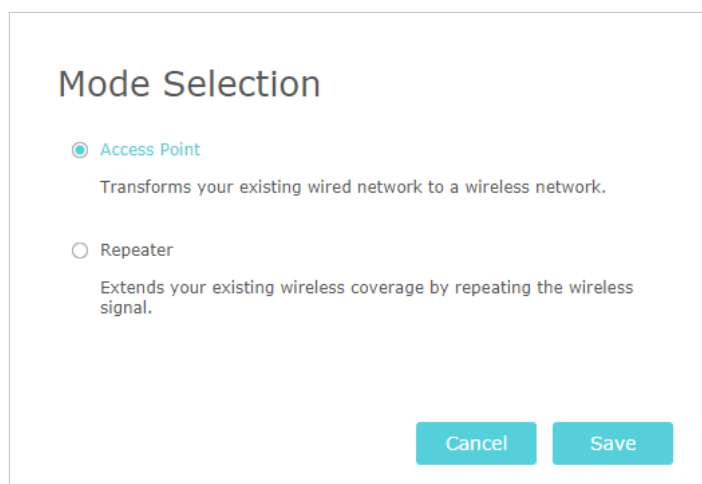 Mode Selection
Access Point
Transforms your existing wired network to a wireless network.
Repeater
Extends your existing wireless coverage by repeating the wireless
signal.
Cancel Save